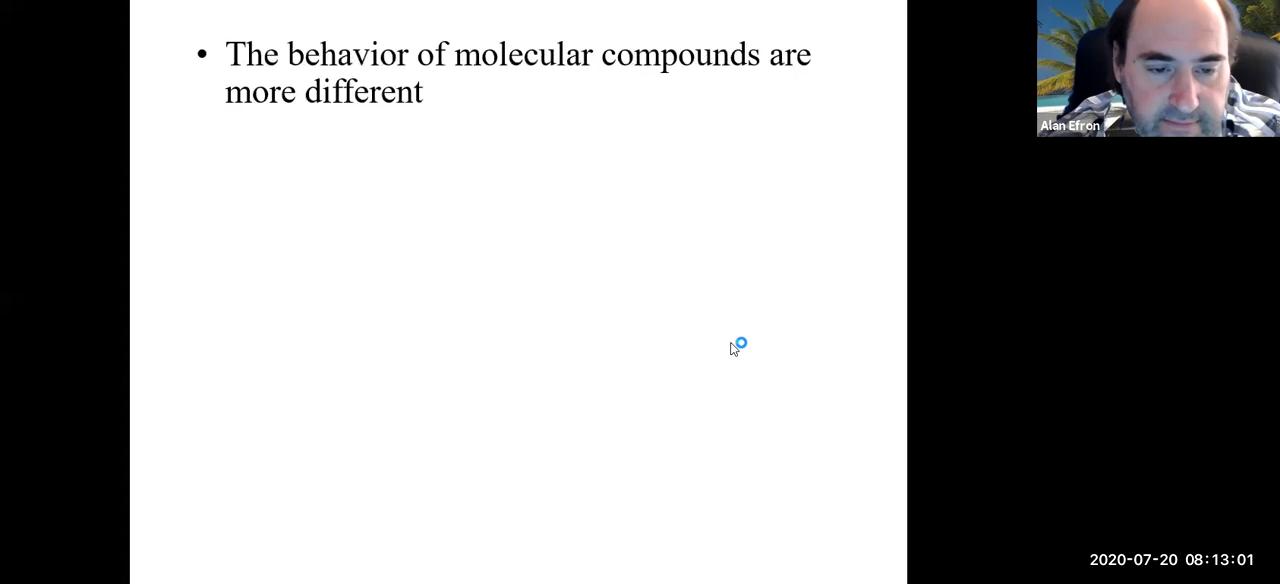 • The behavior of molecular compounds are
more different
Alan Efron
2020-07-20 08:13:01